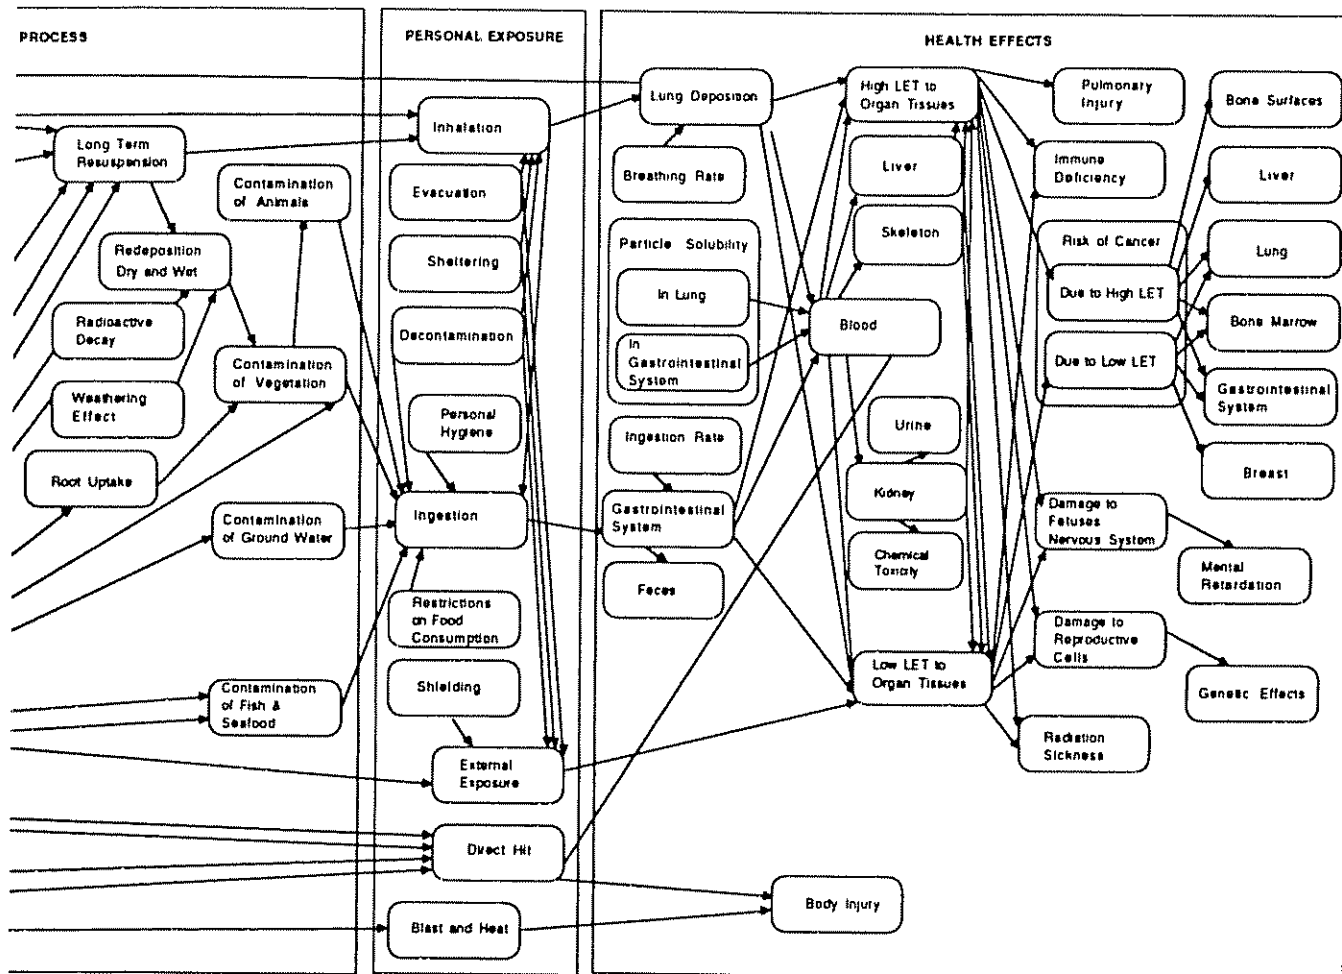 PROCESS
PERSONAL EXPOSURE
HEALTH EFFECTS
Long Term
Resuspension
Contamination
of Animals
Redeposition
Dry and Wet
Radioactive
Decay
Contamination
of Vegetation
Weathering
Effect
Root Uptake
Contamination
of Ground Water
Contamination
of Fish &
Seafood
Inhalation
Evacuation
Sheltering
Decontamination
Personal
Hygiene
Ingestion
Restrictions
on Food
Consumption
Shielding
External
Exposure
Direct Hit
Blast and Heat
Lung Deposition
Breathing Rate
Particle Solubility
In Lung
In
Gastrointestinal
System
Ingestion Rate
Gastrointestinal
System
Feces
High LET to
Organ Tissues
Liver
Skeleton
Blood
Urine
Kidney
Chemical
Toxicity
Low LET to
Organ Tissues
Body Injury
Pulmonary
Injury
Immune
Deficiency
Risk of Cancer
Due to High LET
Due to Low LET
Damage to
Fetuses
Nervous System
Mental
Retardation
Damage to
Reproductive
Cells
Genetic Effects
Radiation
Sickness
Bone Surfaces
Liver
Lung
Bone Marrow
Gastrointestinal
System
Breast